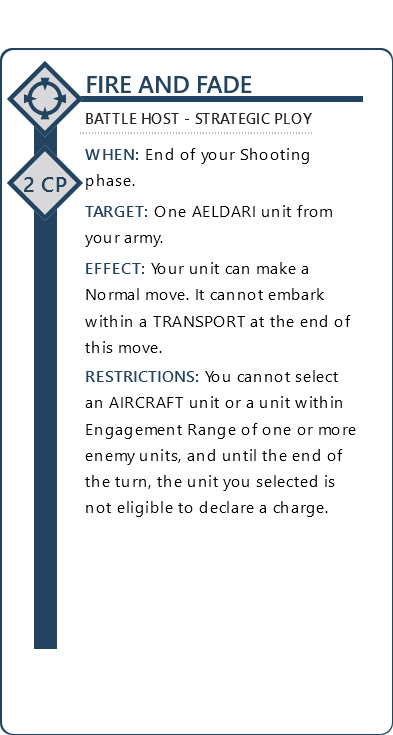 FIRE AND FADE
BATTLE HOST - STRATEGIC PLOY
2 CP
WHEN: End of your Shooting
phase.
TARGET: One AELDARI unit from
your army.
EFFECT: Your unit can make a
Normal move. It cannot embark
within a TRANSPORT at the end of
this move.
RESTRICTIONS: You cannot select
an AIRCRAFT unit or a unit within
Engagement Range of one or more
enemy units, and until the end of
the turn, the unit you selected is
not eligible to declare a charge.